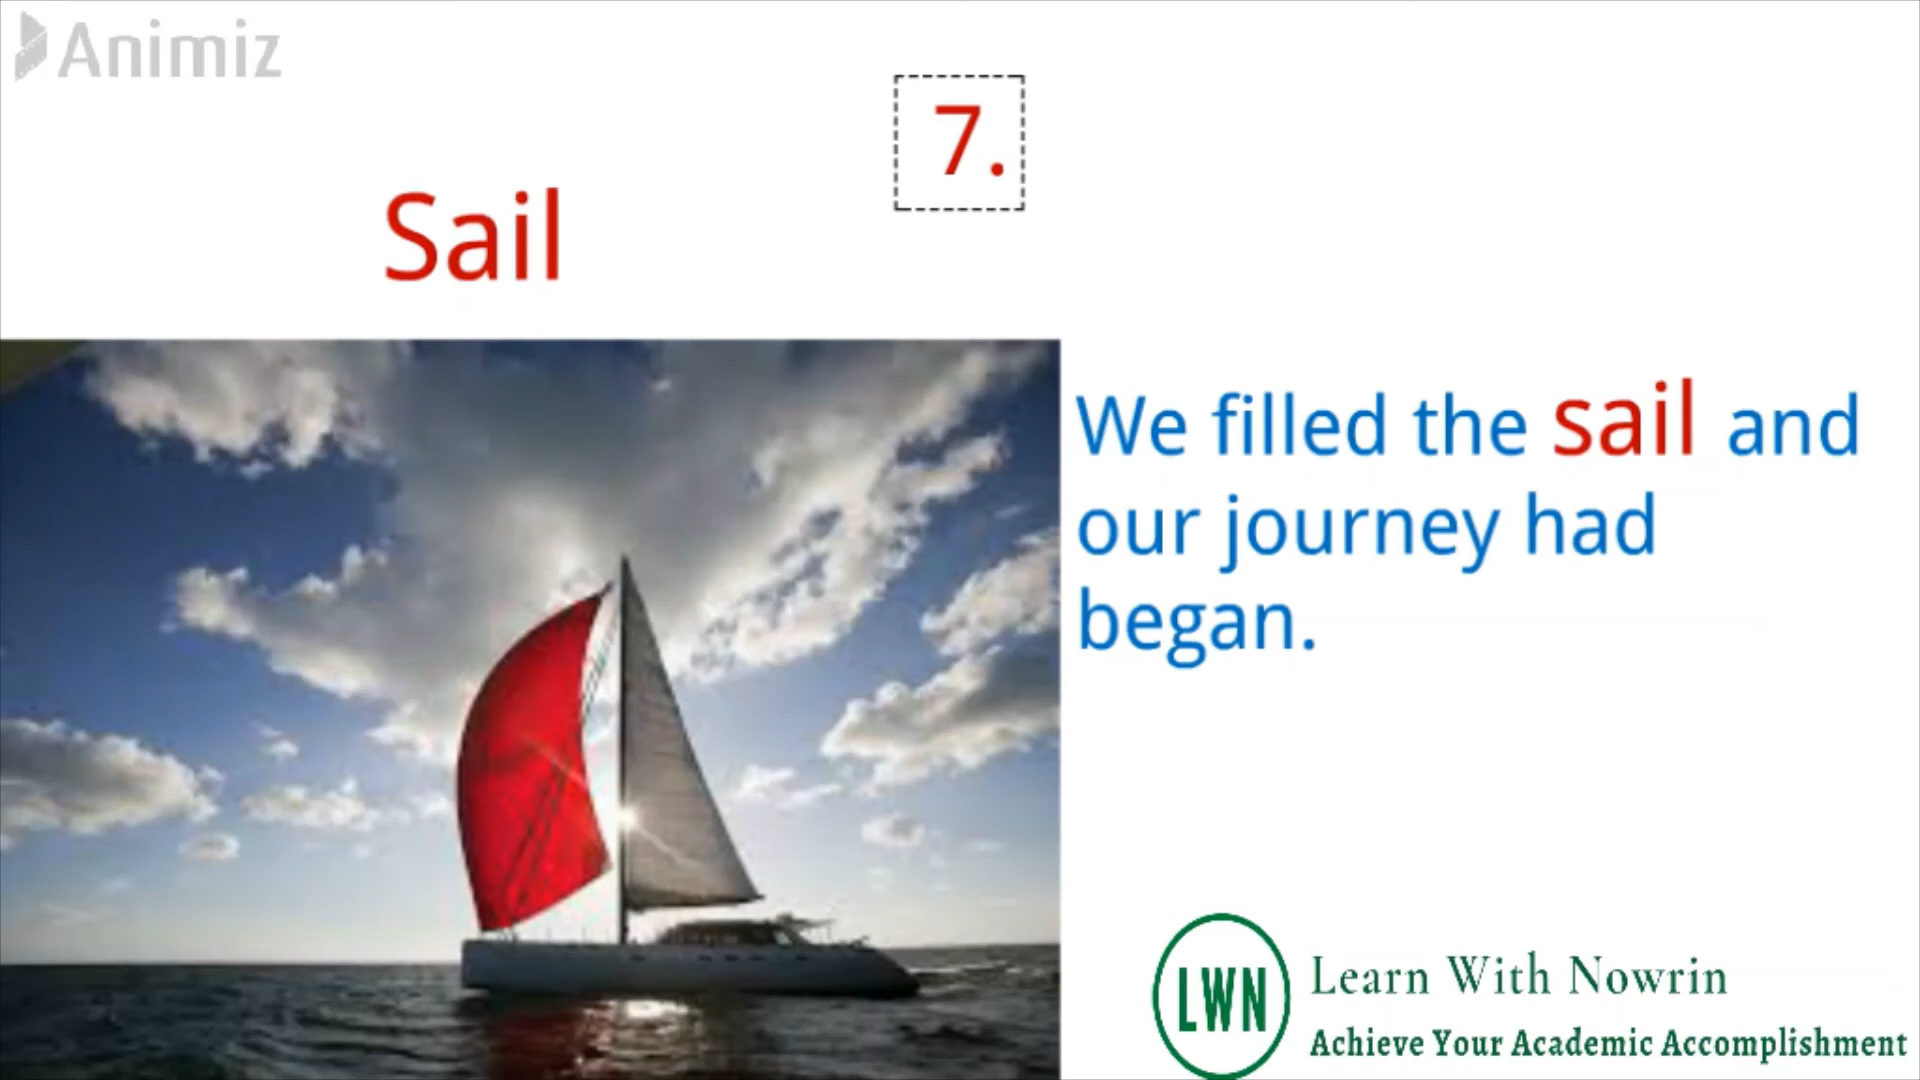 Animiz
7.
Sail
We filled the sail and
our journey had
began.
LWN
Learn With Nowrin
Achieve Your Academic Accomplishment